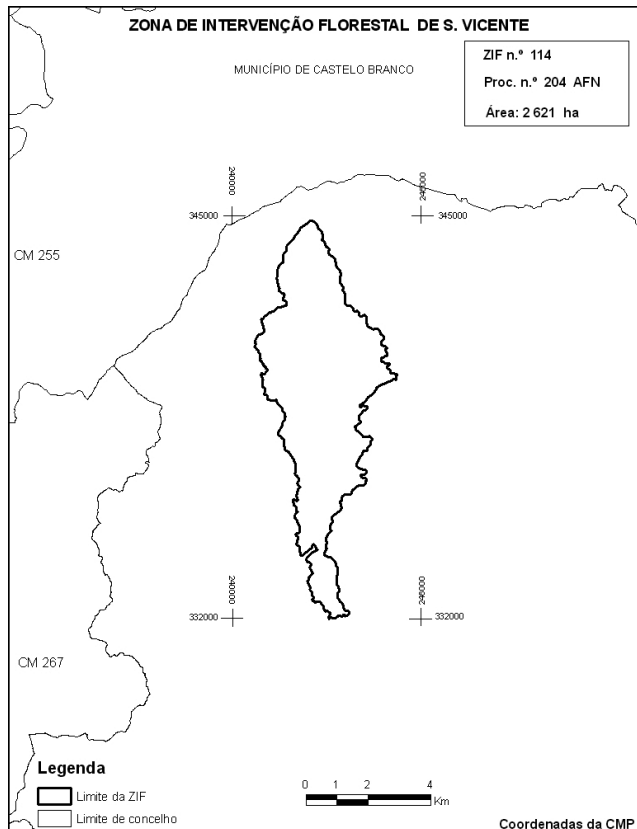 ZONA DE INTERVENÇÃO FLORESTAL DE S. VICENTE
MUNICÍPIO DE CASTELO BRANCO
ZIF n.º 114
Proc. n.º 204 AFN
Área: 2 621 ha
240000
246000
345000
345000
CM 255
240000
246000
332000
332000
CM 267
Legenda
Limite da ZIF
Limite de concelho
0 1 2 4
Km
Coordenadas da CMP